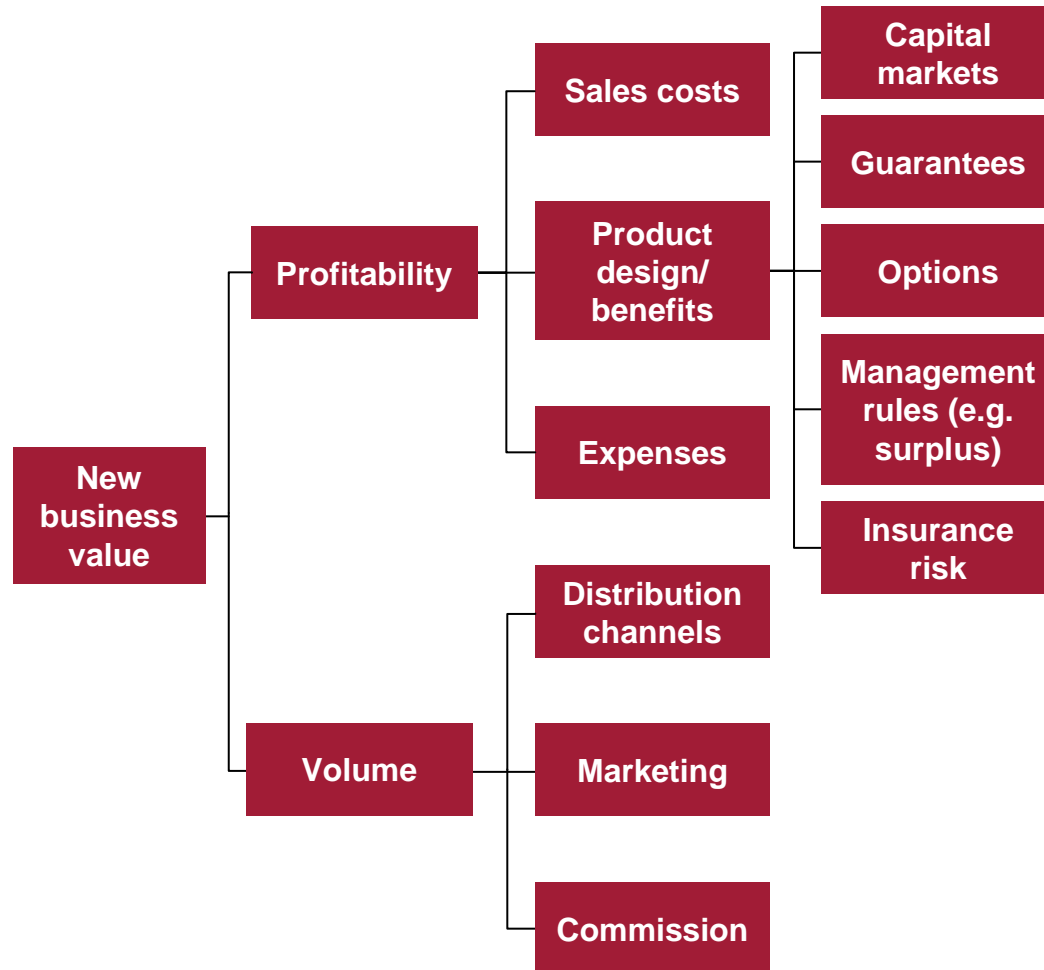 New
business
value
Profitability
Volume
Sales costs
Product
design/
benefits
Expenses
Distribution
channels
Marketing
Commission
Capital
markets
Guarantees
Options
Management
rules (e.g.
surplus)
Insurance
risk